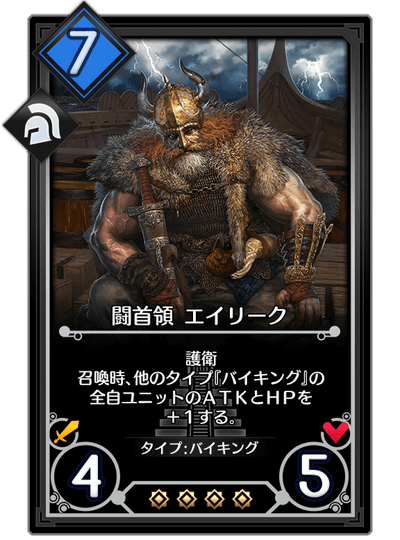 7
闘首領 エイリーク
護衛
召喚時、他のタイプ『バイキング』の
全自ユニットのATKとHPを
+1する。
タイプ:バイキング
4 5